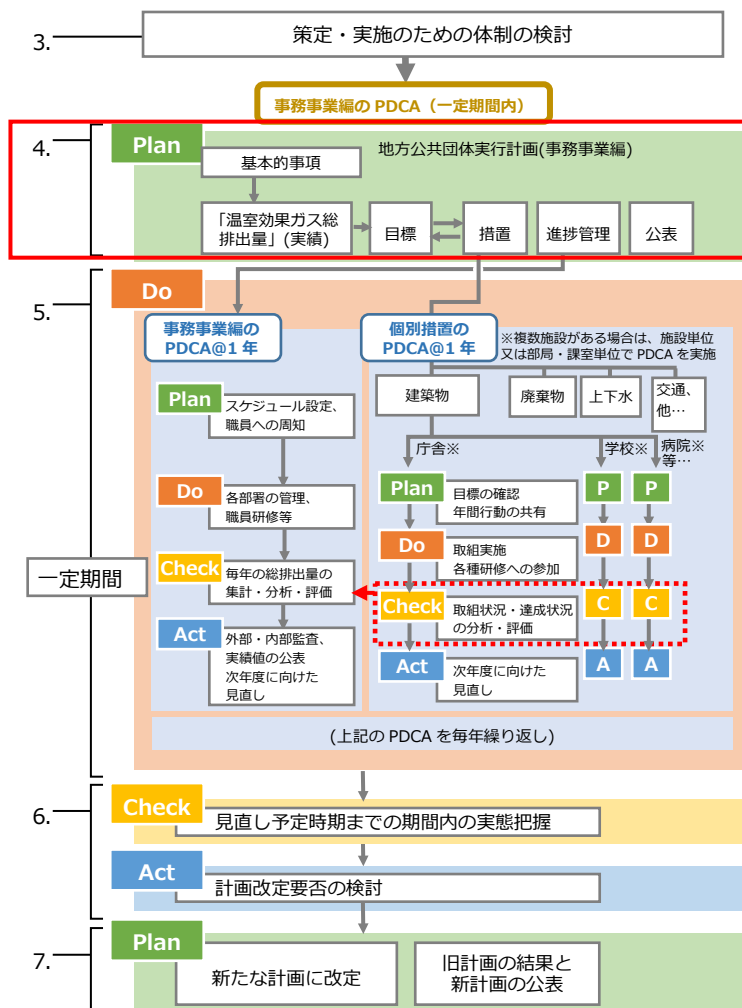 3.
策定・実施のための体制の検討
事務事業編の PDCA（一定期間内）
4.
Plan
地方公共団体実行計画(事務事業編)
基本的事項
「温室効果ガス総
排出量」(実績)
目標
措置
進捗管理
公表
5.
Do
事務事業編の
PDCA@1 年
個別措置の
PDCA@1 年
※複数施設がある場合は、施設単位
又は部局・課室単位で PDCA を実施
Plan
スケジュール設定、
職員への周知
Do
各部署の管理、
職員研修等
Check
毎年の総排出量の
集計・分析・評価
Act
外部・内部監査、
実績値の公表
次年度に向けた
見直し
建築物
廃棄物
上下水
交通、
他…
庁舎※
学校※
病院※
等…
Plan
目標の確認
年間行動の共有
P
P
Do
取組実施
各種研修への参加
D
D
Check
取組状況・達成状況
の分析・評価
C
C
Act
次年度に向けた
見直し
A
A
一定期間
(上記の PDCA を毎年繰り返し)
6.
Check
見直し予定時期までの期間内の実態把握
Act
計画改定要否の検討
7.
Plan
新たな計画に改定
旧計画の結果と
新計画の公表